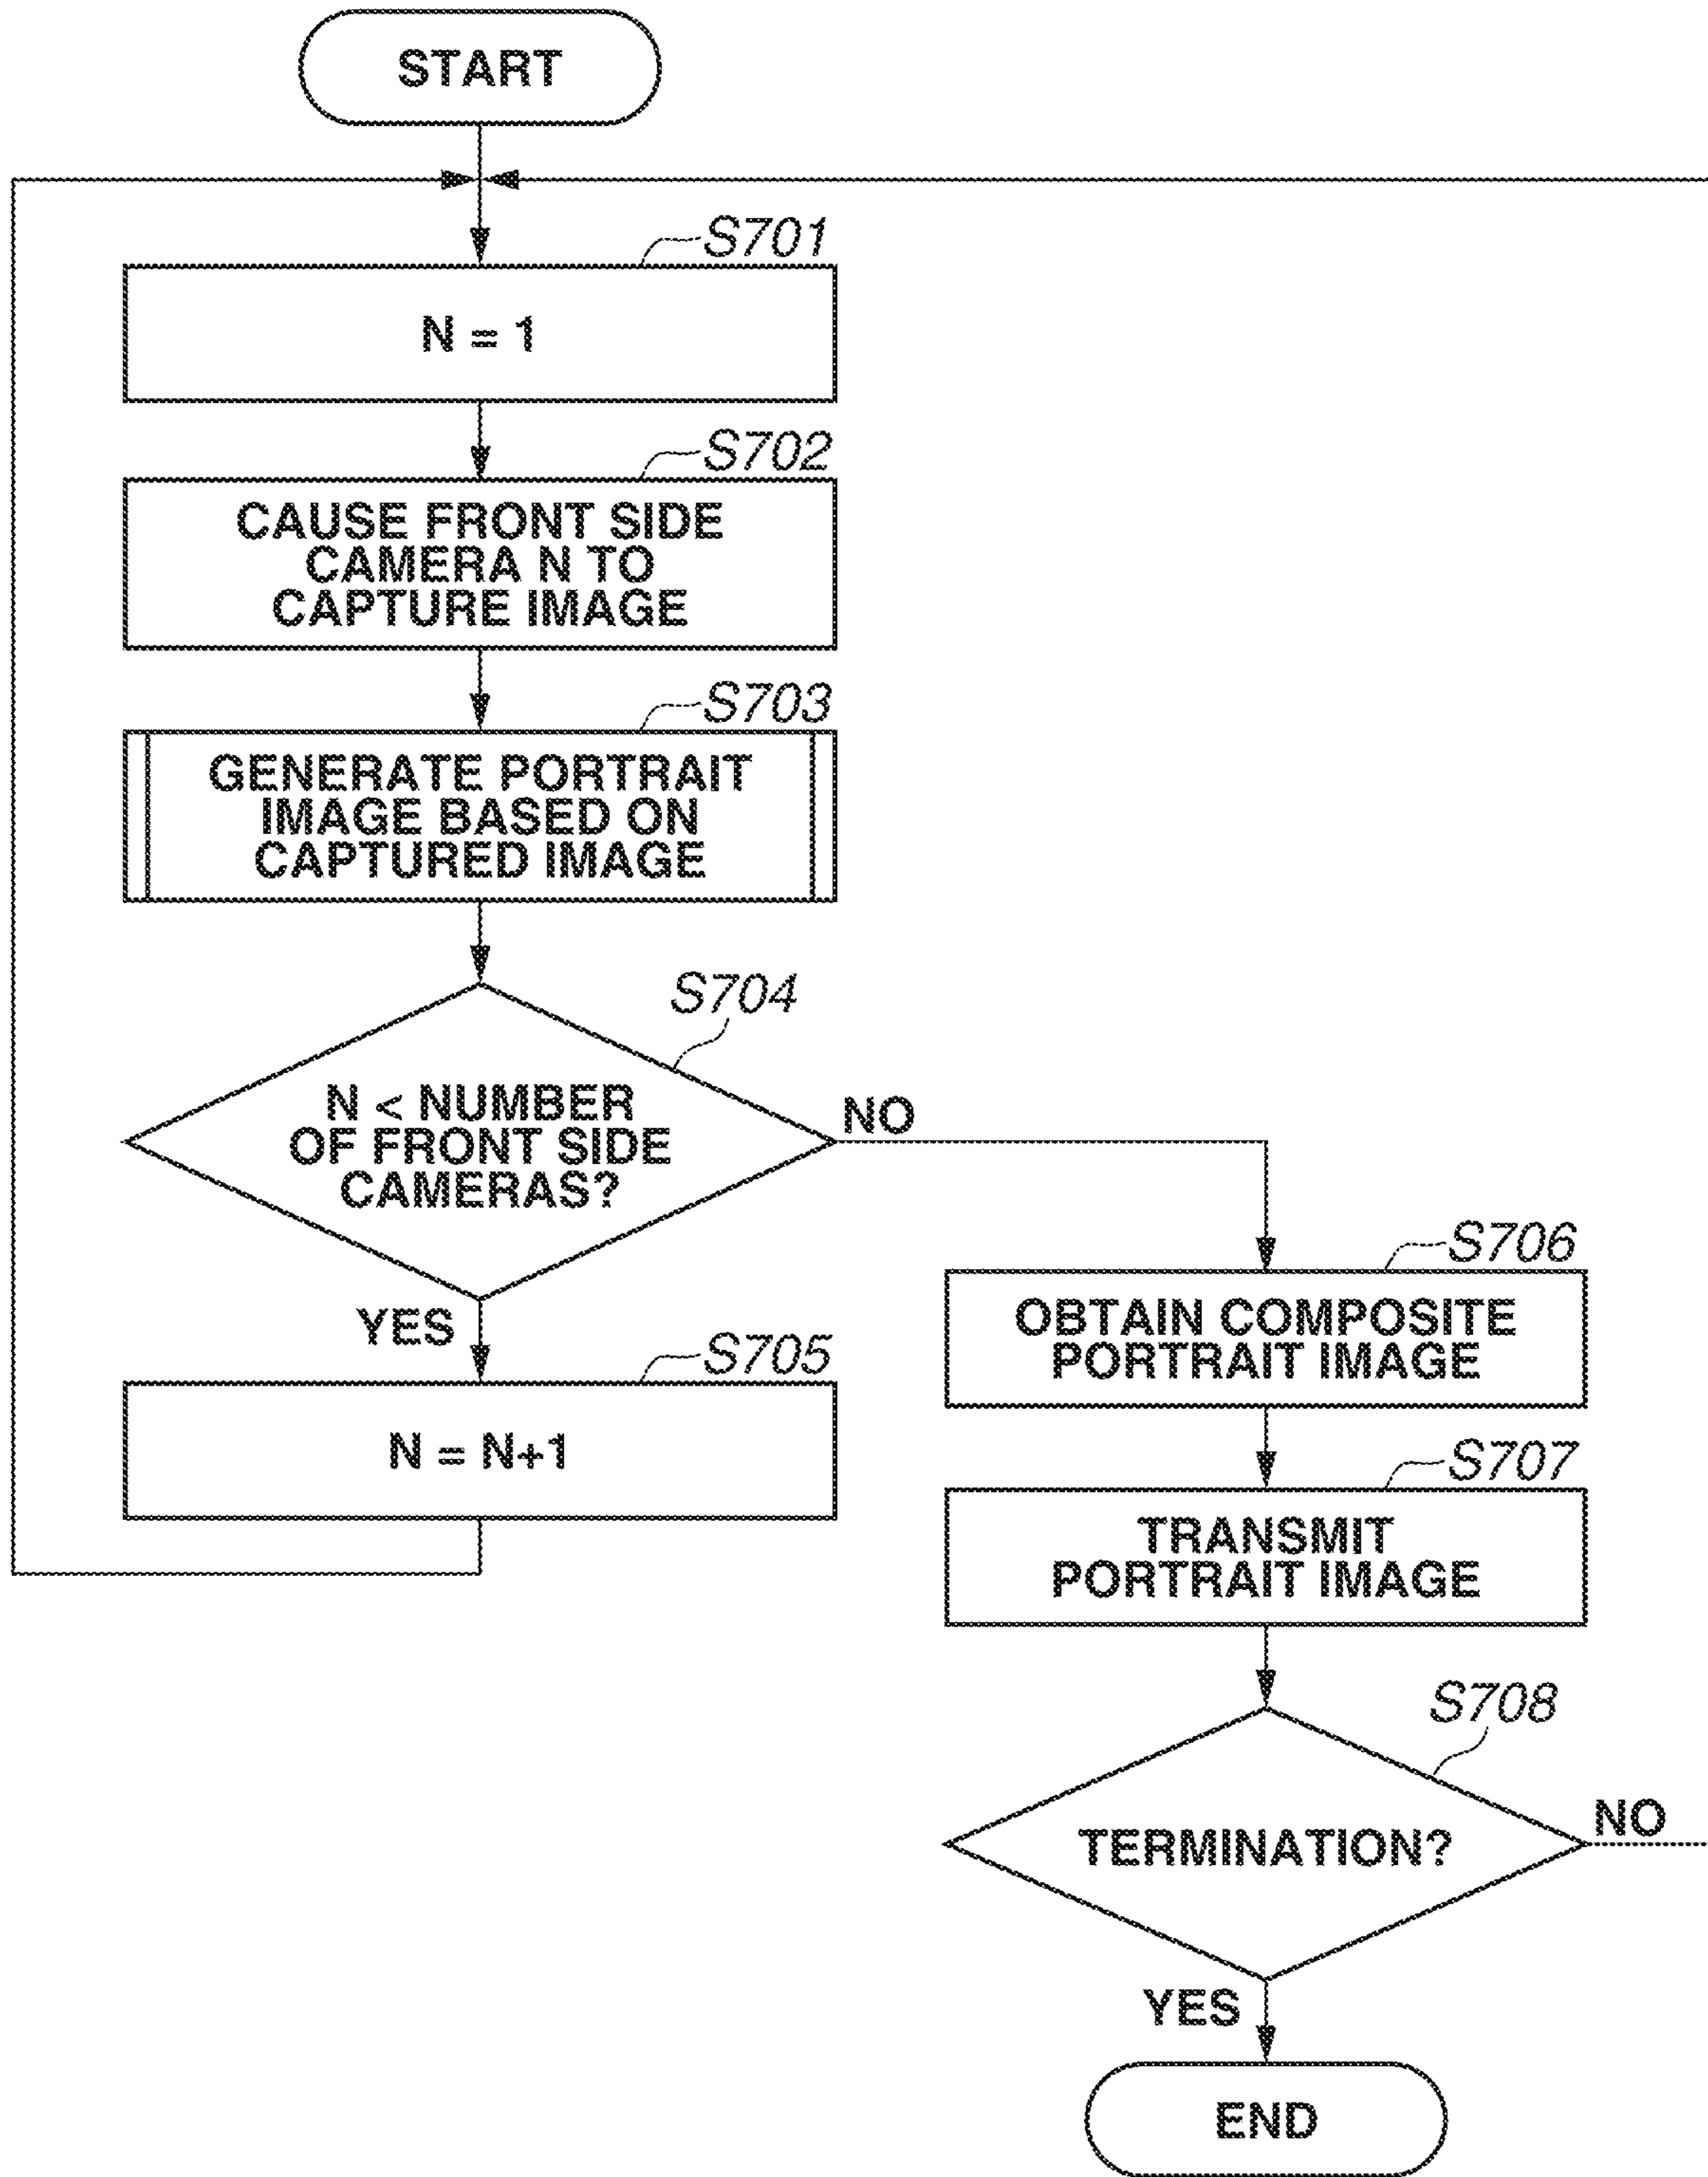 START
S701
N = 1
S702
CAUSE FRONT SIDE
CAMERA N TO
CAPTURE IMAGE
S703
GENERATE PORTRAIT
IMAGE BASED ON
CAPTURED IMAGE
S704
N < NUMBER
OF FRONT SIDE
CAMERAS?
NO
YES
S705
N = N+1
S706
OBTAIN COMPOSITE
PORTRAIT IMAGE
S707
TRANSMIT
PORTRAIT IMAGE
S708
TERMINATION?
NO
YES
END